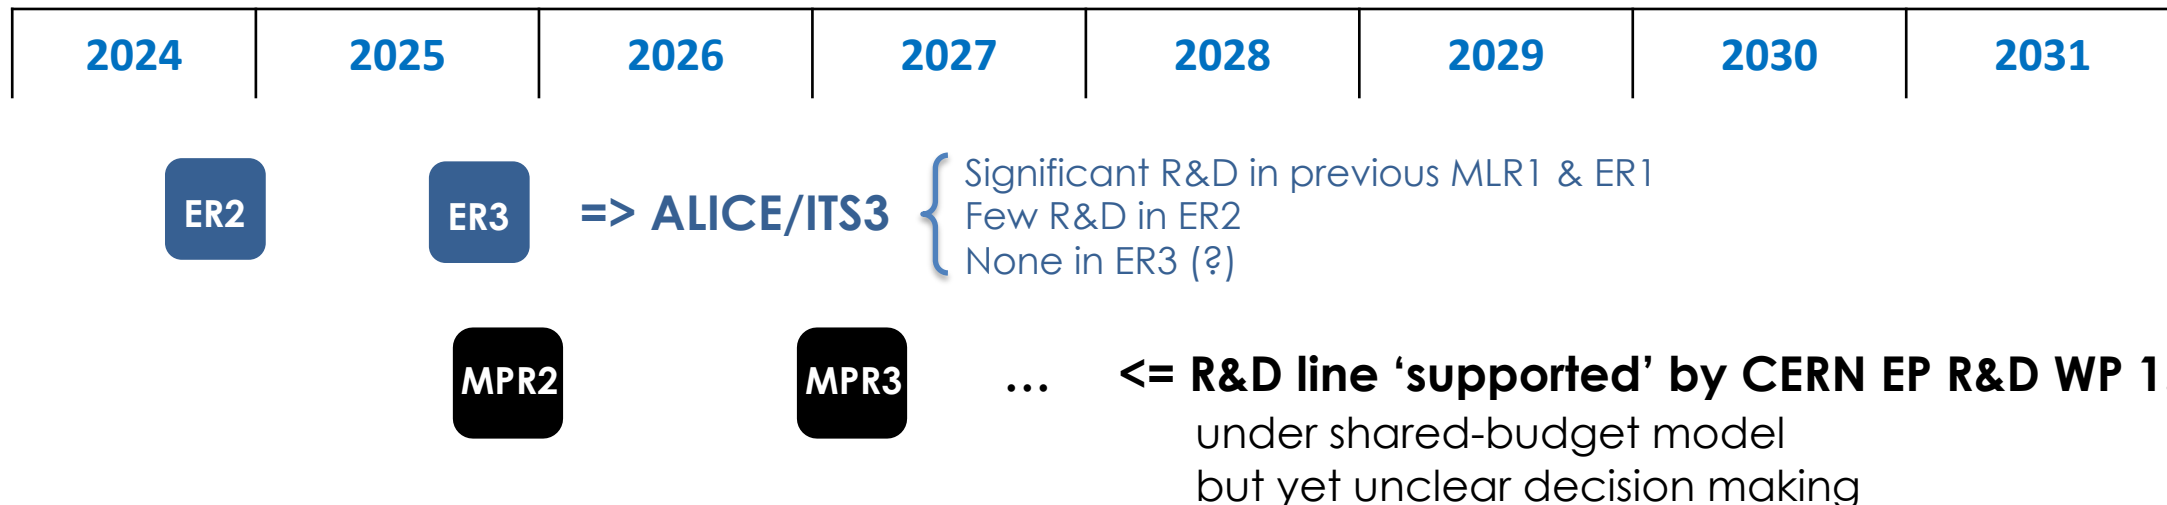 2024 2025 2026 2027 2028 2029 2030 2031
Significant R&D in previous MLR1 & ER1
ER2 ER3 => ALICE/ITS3 Few R&D in ER2
None in ER3 (?)
MPR2 MPR3 ... <= R&D line ‘supported’ by CERN EP R&D WP 1.
under shared-budget model
but yet unclear decision making